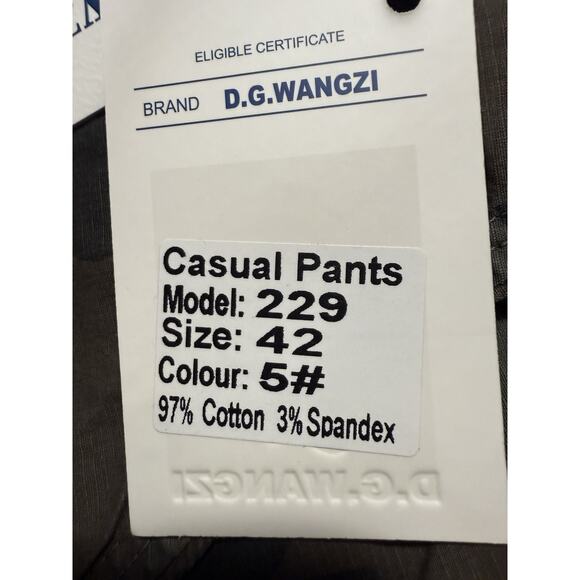 ELIGIBLE CERTIFICATE
BRAND D.G.WANGZI
Casual Pants
Model: 229
Size: 42
Colour: 5#
97% Cotton 3% Spandex
D.G.WANGZI